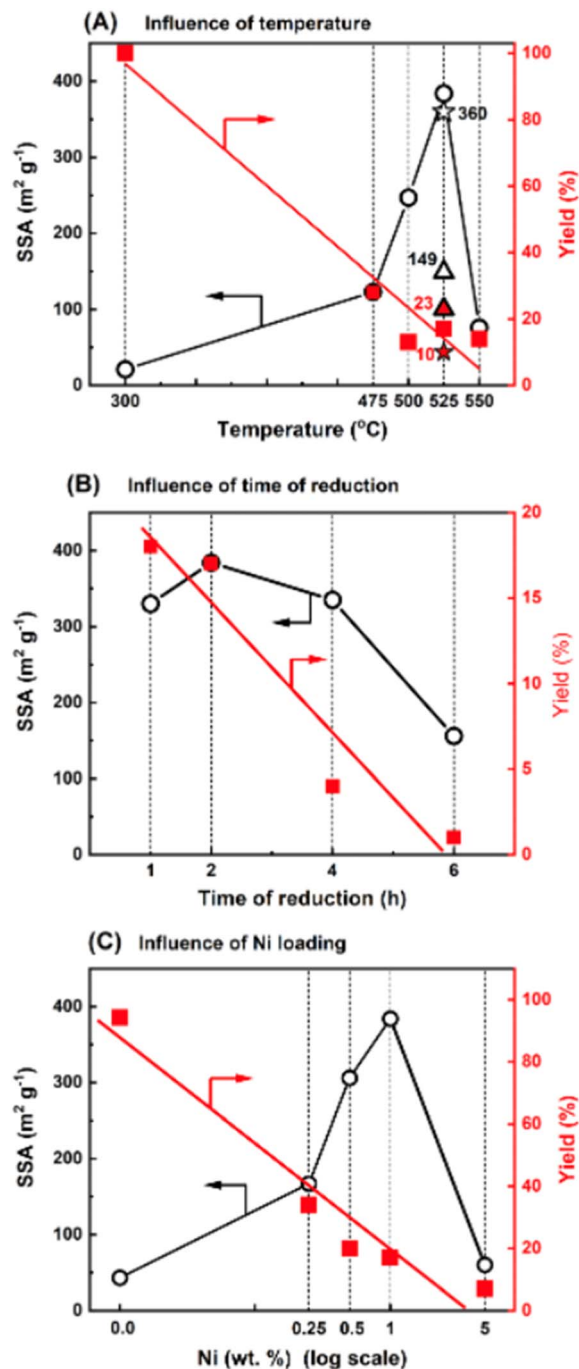 (A) Influence of temperature
400
300
200
100
0
SSA (m² g⁻¹)
100
80
60
40
20
0
Yield (%)
360
149
23
10
300 475 500 525 550
Temperature (°C)
(B) Influence of time of reduction
400
300
200
100
0
SSA (m² g⁻¹)
20
15
10
5
0
Yield (%)
1 2 4 6
Time of reduction (h)
(C) Influence of Ni loading
400
300
200
100
0
SSA (m² g⁻¹)
100
80
60
40
20
0
Yield (%)
0.0 0.25 0.5 1 5
Ni (wt. %) (log scale)